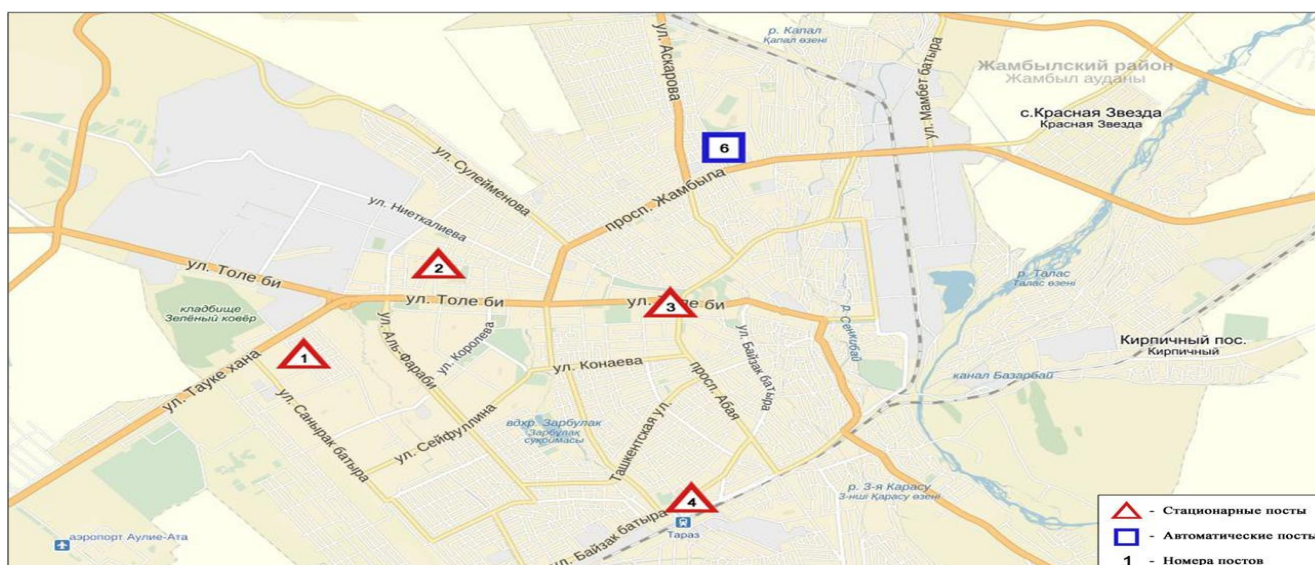 р. Капал
Қапал өзені
ул. Аскарова
ул. Мамбет батыра
Жамбылский район
Жамбыл ауданы
с.Красная Звезда
Красная Звезда
6
ул. Сулейменова
просп. Жамбыла
ул. Ниеткалиева
2
ул. Толе би
ул. Толе би
ул. Толе би
3
р. Талас
Талас өзені
кладбище
Зелёный ковёр
1
ул. Тауке хана
ул. Аль-Фараби
ул. Королева
ул. Конаева
просп. Абая
ул. Байзак батыра
р. Сенкибай
Кирпичный пос.
Кирпичный
канал Базарбай
ул. Санырак батыра
ул. Сейфуллина
вдхр. Зарбулак
Зарбулақ
суқоймасы
Ташкентская ул.
р. 3-я Карасу
3-нші Қарасу өзені
4
Тараз
ул. Байзак батыра
аэропорт Аулие-Ата
- Стационарные посты
- Автоматические посты
1 - Номера постов